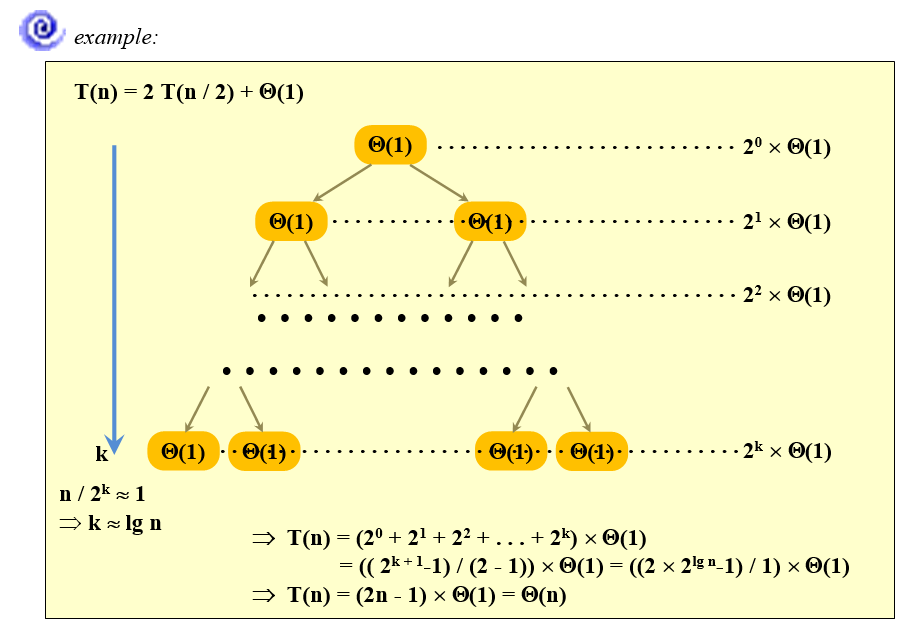 example:
T(n) = 2 T(n / 2) + Θ(1)
Θ(1) . . . . . . . . . . . . . . . . . . . . . . . . . . 2⁰ × Θ(1)
Θ(1) . . . . . . . . . . . Θ(1) . . . . . . . . . . . . . . . . . . . 2¹ × Θ(1)
. . . . . . . . . . . . . . . . . . . . . . . . . . . . . . . . . . . . . . . . . . 2² × Θ(1)
• • • • • • • • • • • •
• • • • • • • • • • • • • • •
k Θ(1) . . Θ(1) . . . . . . . . . . . . . . . . Θ(1) . . Θ(1) . . . . . . . . . . 2ᵏ × Θ(1)
n / 2ᵏ ≈ 1
⇒ k ≈ lg n
⇒ T(n) = (2⁰ + 2¹ + 2² + . . . + 2ᵏ) × Θ(1)
= (( 2ᵏ ⁺ ¹-1) / (2 - 1)) × Θ(1) = ((2 × 2ˡᵍ ⁿ-1) / 1) × Θ(1)
⇒ T(n) = (2n - 1) × Θ(1) = Θ(n)